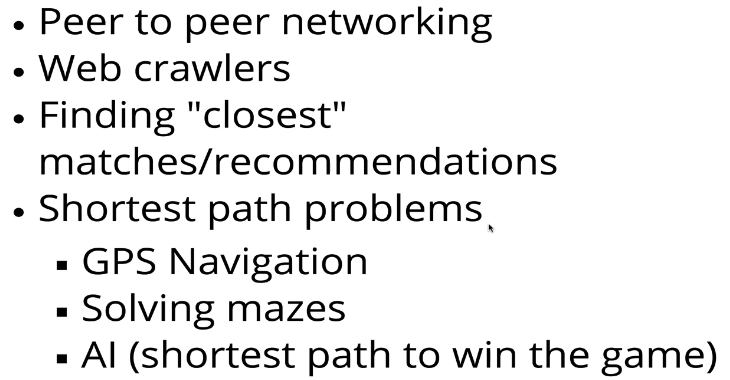 • Peer to peer networking
• Web crawlers
• Finding "closest"
matches/recommendations
• Shortest path problems
▪ GPS Navigation
▪ Solving mazes
▪ AI (shortest path to win the game)